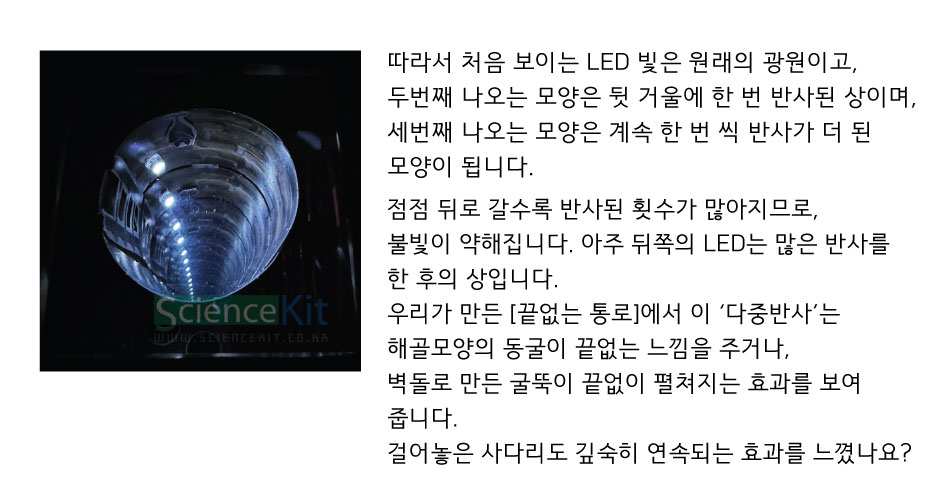 따라서 처음 보이는 LED 빛은 원래의 광원이고,
두번째 나오는 모양은 뒷 거울에 한 번 반사된 상이며,
세번째 나오는 모양은 계속 한 번 씩 반사가 더 된
모양이 됩니다.
점점 뒤로 갈수록 반사된 횟수가 많아지므로,
불빛이 약해집니다. 아주 뒤쪽의 LED는 많은 반사를
한 후의 상입니다.
우리가 만든 [끝없는 통로]에서 이 ‘다중반사’는
해골모양의 동굴이 끝없는 느낌을 주거나,
벽돌로 만든 굴뚝이 끝없이 펼쳐지는 효과를 보여
줍니다.
걸어놓은 사다리도 깊숙히 연속되는 효과를 느꼈나요?
ScienceKit
WWW.SCIENCEKIT.CO.KR